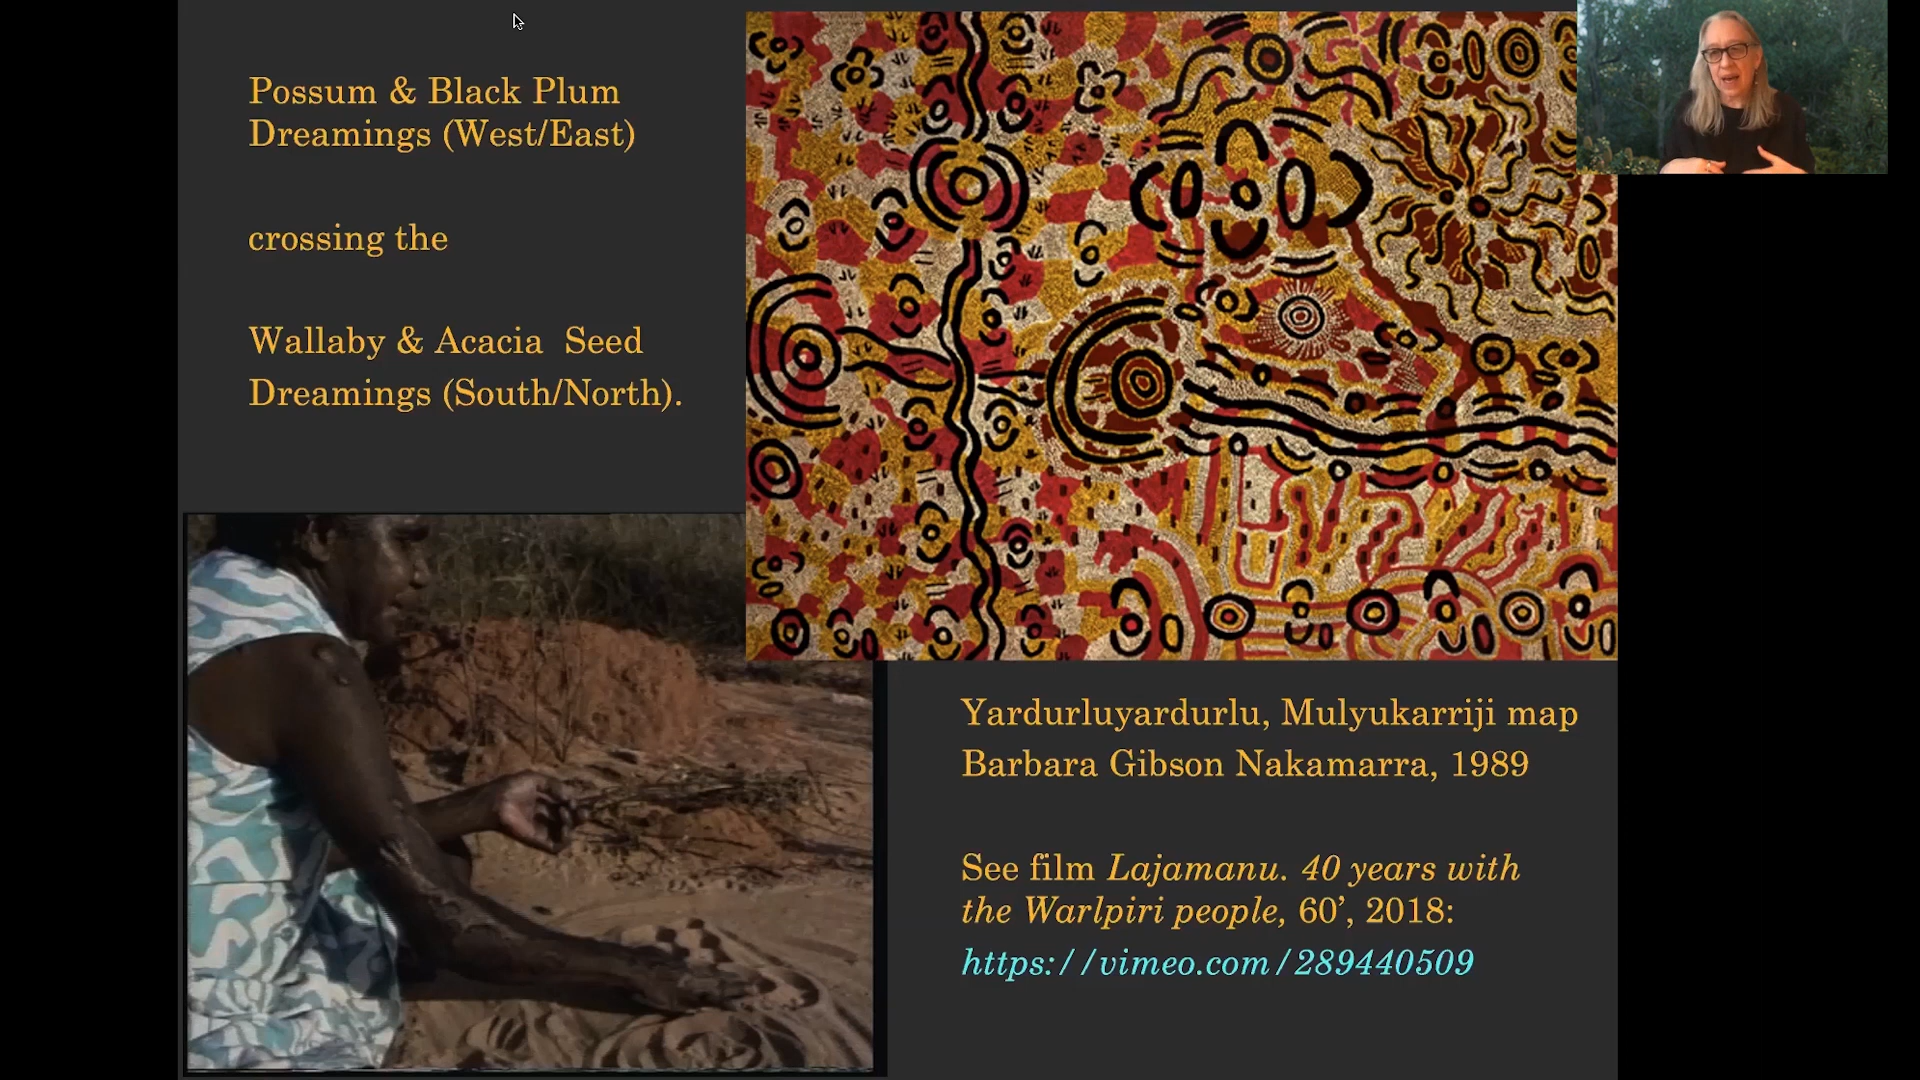 Possum & Black Plum
Dreamings (West/East)
crossing the
Wallaby & Acacia Seed
Dreamings (South/North).
Yardurluyardurlu, Mulyukarriji map
Barbara Gibson Nakamarra, 1989
See film Lajamanu. 40 years with
the Warlpiri people, 60’, 2018:
https://vimeo.com/289440509